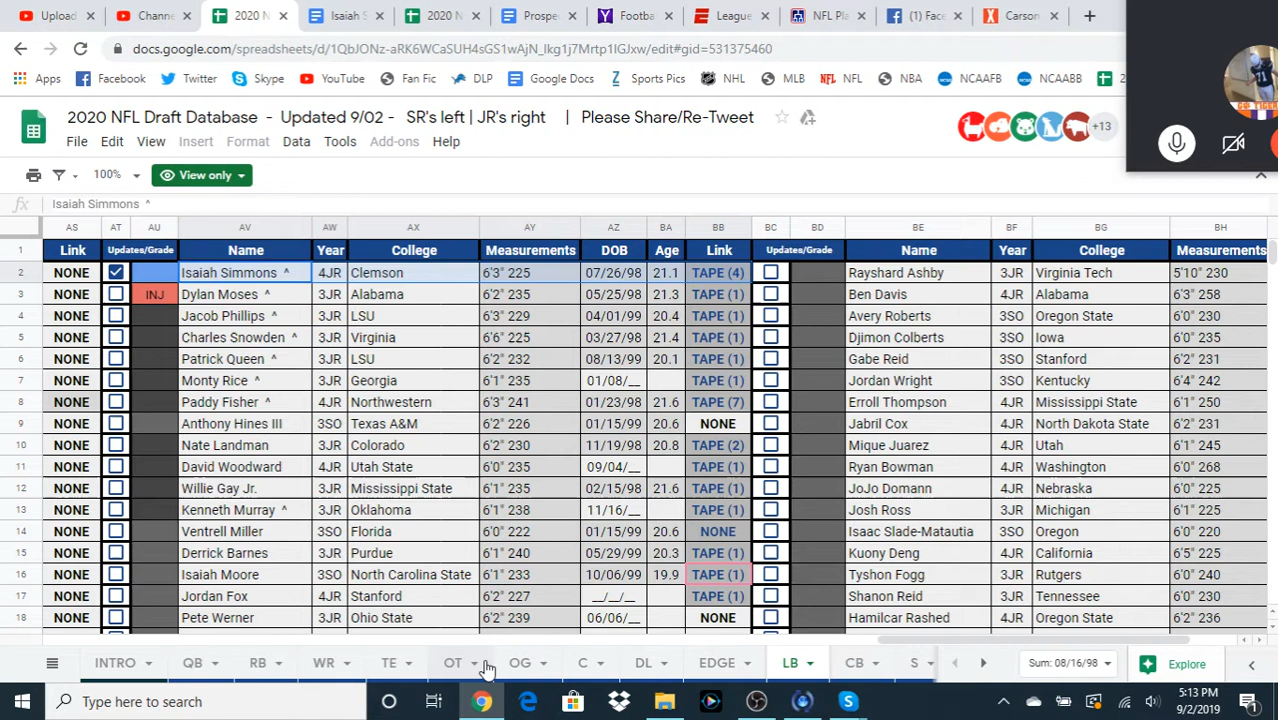 Upload
Channe
2020 N
Isaiah S
2020 N
Prospe
Footba
League
NFL Pla
(1) Face
Carson
docs.google.com/spreadsheets/d/1QbJONz-aRK6WCaSUH4sGS1wAjN_Ikg1j7Mrtp1IGJxw/edit#gid=531375460
Apps Facebook Twitter Skype YouTube Fan Fic DLP Google Docs Sports Pics NHL MLB NFL NBA NCAAFB NCAABB
2020 NFL Draft Database - Updated 9/02 - SR's left | JR's right | Please Share/Re-Tweet
+13
File Edit View Insert Format Data Tools Add-ons Help
100% View only
fx Isaiah Simmons ^
AS AT AU AV AW AX AY AZ BA BB BC BD BE BF BG BH
1 Link Updates/Grade Name Year College Measurements DOB Age Link Updates/Grade Name Year College Measurements
2 NONE Isaiah Simmons ^ 4JR Clemson 6'3" 225 07/26/98 21.1 TAPE (4) Rayshard Ashby 3JR Virginia Tech 5'10" 230
3 NONE INJ Dylan Moses ^ 3JR Alabama 6'2" 235 05/25/98 21.3 TAPE (1) Ben Davis 4JR Alabama 6'3" 258
4 NONE Jacob Phillips ^ 3JR LSU 6'3" 229 04/01/99 20.4 TAPE (1) Avery Roberts 3SO Oregon State 6'0" 230
5 NONE Charles Snowden ^ 3JR Virginia 6'6" 225 03/27/98 21.4 TAPE (1) Djimon Colberts 3SO Iowa 6'0" 235
6 NONE Patrick Queen ^ 3JR LSU 6'2" 232 08/13/99 20.1 TAPE (1) Gabe Reid 3SO Stanford 6'2" 231
7 NONE Monty Rice ^ 3JR Georgia 6'1" 235 01/08/__ TAPE (1) Jordan Wright 3SO Kentucky 6'4" 242
8 NONE Paddy Fisher ^ 4JR Northwestern 6'3" 241 01/23/98 21.6 TAPE (7) Erroll Thompson 4JR Mississippi State 6'1" 250
9 NONE Anthony Hines III 3SO Texas A&M 6'2" 226 01/15/99 20.6 NONE Jabril Cox 4JR North Dakota State 6'2" 231
10 NONE Nate Landman 3JR Colorado 6'2" 230 11/19/98 20.8 TAPE (2) Mique Juarez 4JR Utah 6'1" 245
11 NONE David Woodward 4JR Utah State 6'0" 235 09/04/__ TAPE (1) Ryan Bowman 4JR Washington 6'0" 268
12 NONE Willie Gay Jr. 3JR Mississippi State 6'1" 235 02/15/98 21.6 TAPE (1) JoJo Domann 4JR Nebraska 6'0" 225
13 NONE Kenneth Murray ^ 3JR Oklahoma 6'1" 238 11/16/__ TAPE (1) Josh Ross 3JR Michigan 6'1" 225
14 NONE Ventrell Miller 3SO Florida 6'0" 222 01/15/99 20.6 NONE Isaac Slade-Matautia 3SO Oregon 6'0" 220
15 NONE Derrick Barnes 3JR Purdue 6'1" 240 05/29/99 20.3 TAPE (1) Kuony Deng 4JR California 6'5" 225
16 NONE Isaiah Moore 3SO North Carolina State 6'1" 233 10/06/99 19.9 TAPE (1) Tyshon Fogg 3JR Rutgers 6'0" 240
17 NONE Jordan Fox 4JR Stanford 6'2" 227 __/__/__ TAPE (1) Shanon Reid 3JR Tennessee 6'0" 230
18 NONE Pete Werner 3JR Ohio State 6'2" 239 06/06/__ NONE Hamilcar Rashed 4JR Oregon State 6'2" 236
INTRO QB RB WR TE OT OG C DL EDGE LB CB S Sum: 08/16/98 Explore
Type here to search
5:13 PM
9/2/2019